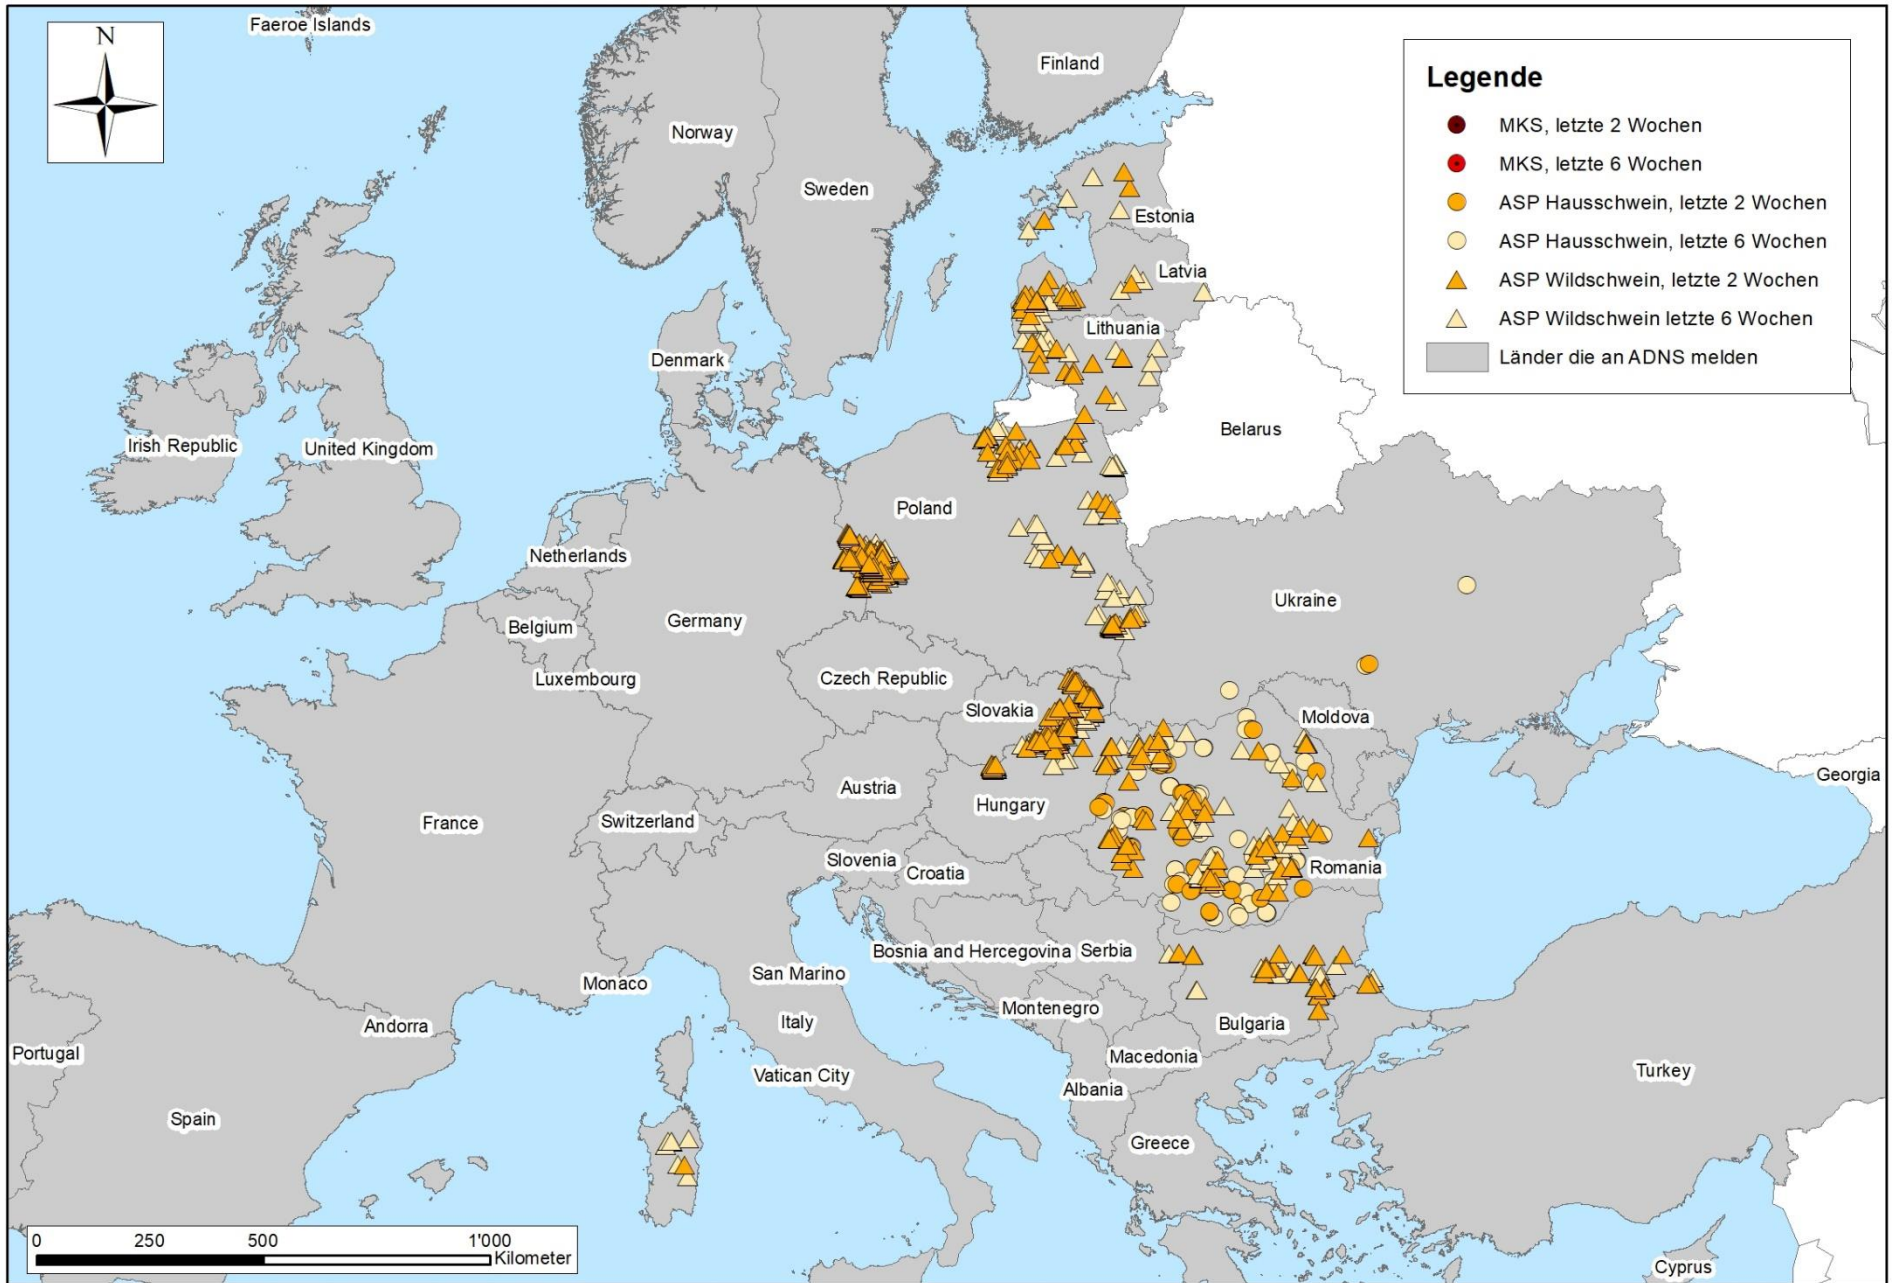 Faeroe Islands
N
Finland
Legende
MKS, letzte 2 Wochen
Norway
MKS, letzte 6 Wochen
Sweden
ASP Hausschwein, letzte 2 Wochen
Estonia
ASP Hausschwein, letzte 6 Wochen
Latvia
ASP Wildschwein, letzte 2 Wochen
Lithuania
ASP Wildschwein letzte 6 Wochen
Denmark
Länder die an ADNS melden
Belarus
Irish Republic
United Kingdom
Poland
Netherlands
Ukraine
Germany
Belgium
Luxembourg
Czech Republic
Slovakia
Moldova
Georgia
Austria
Hungary
France
Switzerland
Slovenia
Croatia
Romania
Bosnia and Hercegovina
Serbia
San Marino
Monaco
Montenegro
Italy
Bulgaria
Andorra
Portugal
Macedonia
Vatican City
Albania
Turkey
Spain
Greece
0 250 500 1'000
Kilometer
Cyprus